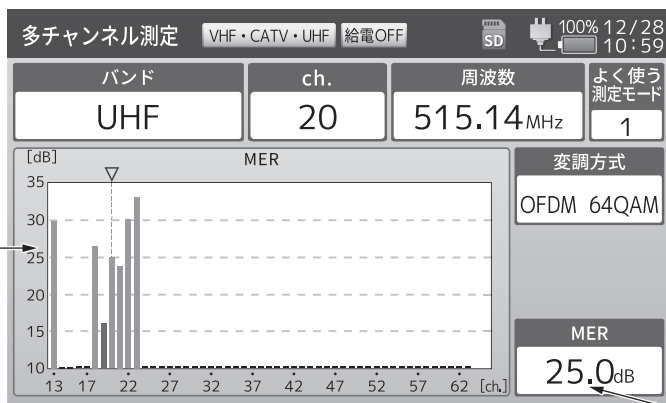 多チャンネル測定 VHF・CATV・UHF 給電OFF SD 100% 12/28
10:59
バンド ch. 周波数 よく使う
測定モード
UHF 20 515.14MHz 1
[dB] MER
35
30
25
20
15
10
13 17 22 27 32 37 42 47 52 57 62 [ch.]
変調方式
OFDM 64QAM
MER
25.0dB